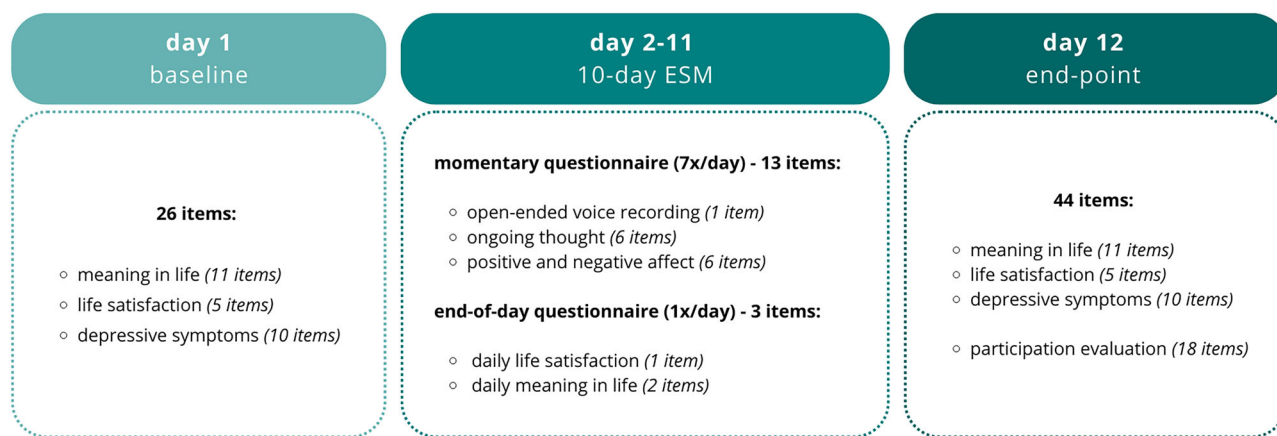 day 1
baseline
26 items:
◦ meaning in life (11 items)
◦ life satisfaction (5 items)
◦ depressive symptoms (10 items)
day 2-11
10-day ESM
momentary questionnaire (7x/day) - 13 items:
◦ open-ended voice recording (1 item)
◦ ongoing thought (6 items)
◦ positive and negative affect (6 items)
end-of-day questionnaire (1x/day) - 3 items:
◦ daily life satisfaction (1 item)
◦ daily meaning in life (2 items)
day 12
end-point
44 items:
◦ meaning in life (11 items)
◦ life satisfaction (5 items)
◦ depressive symptoms (10 items)
◦ participation evaluation (18 items)